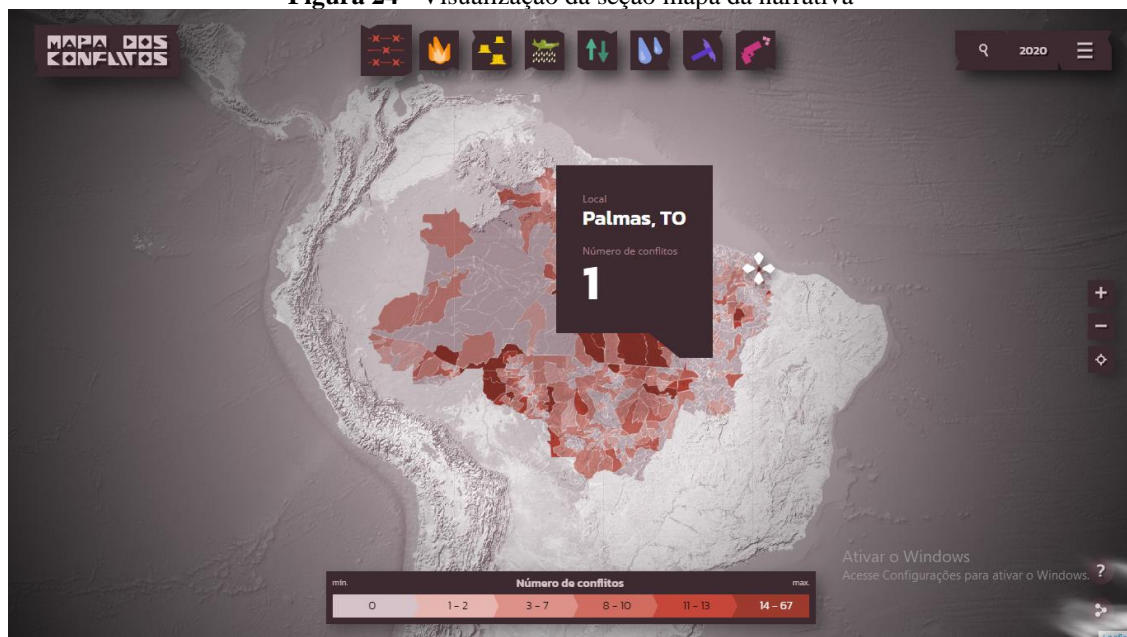 Figura 24 - Visualização da seção mapa da narrativa
MAPA DOS
CONFLITOS
2020
Local
Palmas, TO
Número de conflitos
1
Ativar o Windows
Acesse Configurações para ativar o Windows.
?
min.
Número de conflitos
max.
0
1 - 2
3 - 7
8 - 10
11 - 13
14 - 67